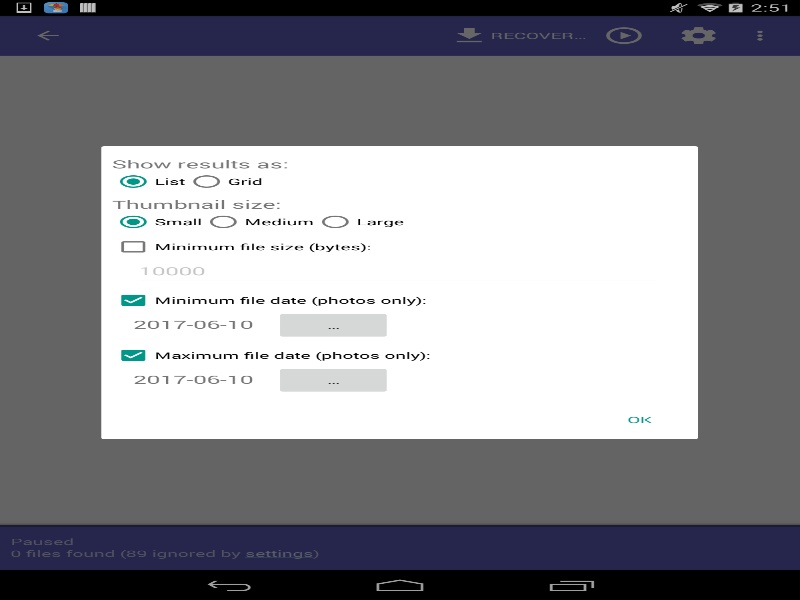 2:51
RECOVER...
Show results as:
List Grid
Thumbnail size:
Small Medium Large
Minimum file size (bytes):
10000
Minimum file date (photos only):
2017-06-10 ...
Maximum file date (photos only):
2017-06-10 ...
OK
Paused
0 files found (89 ignored by settings)